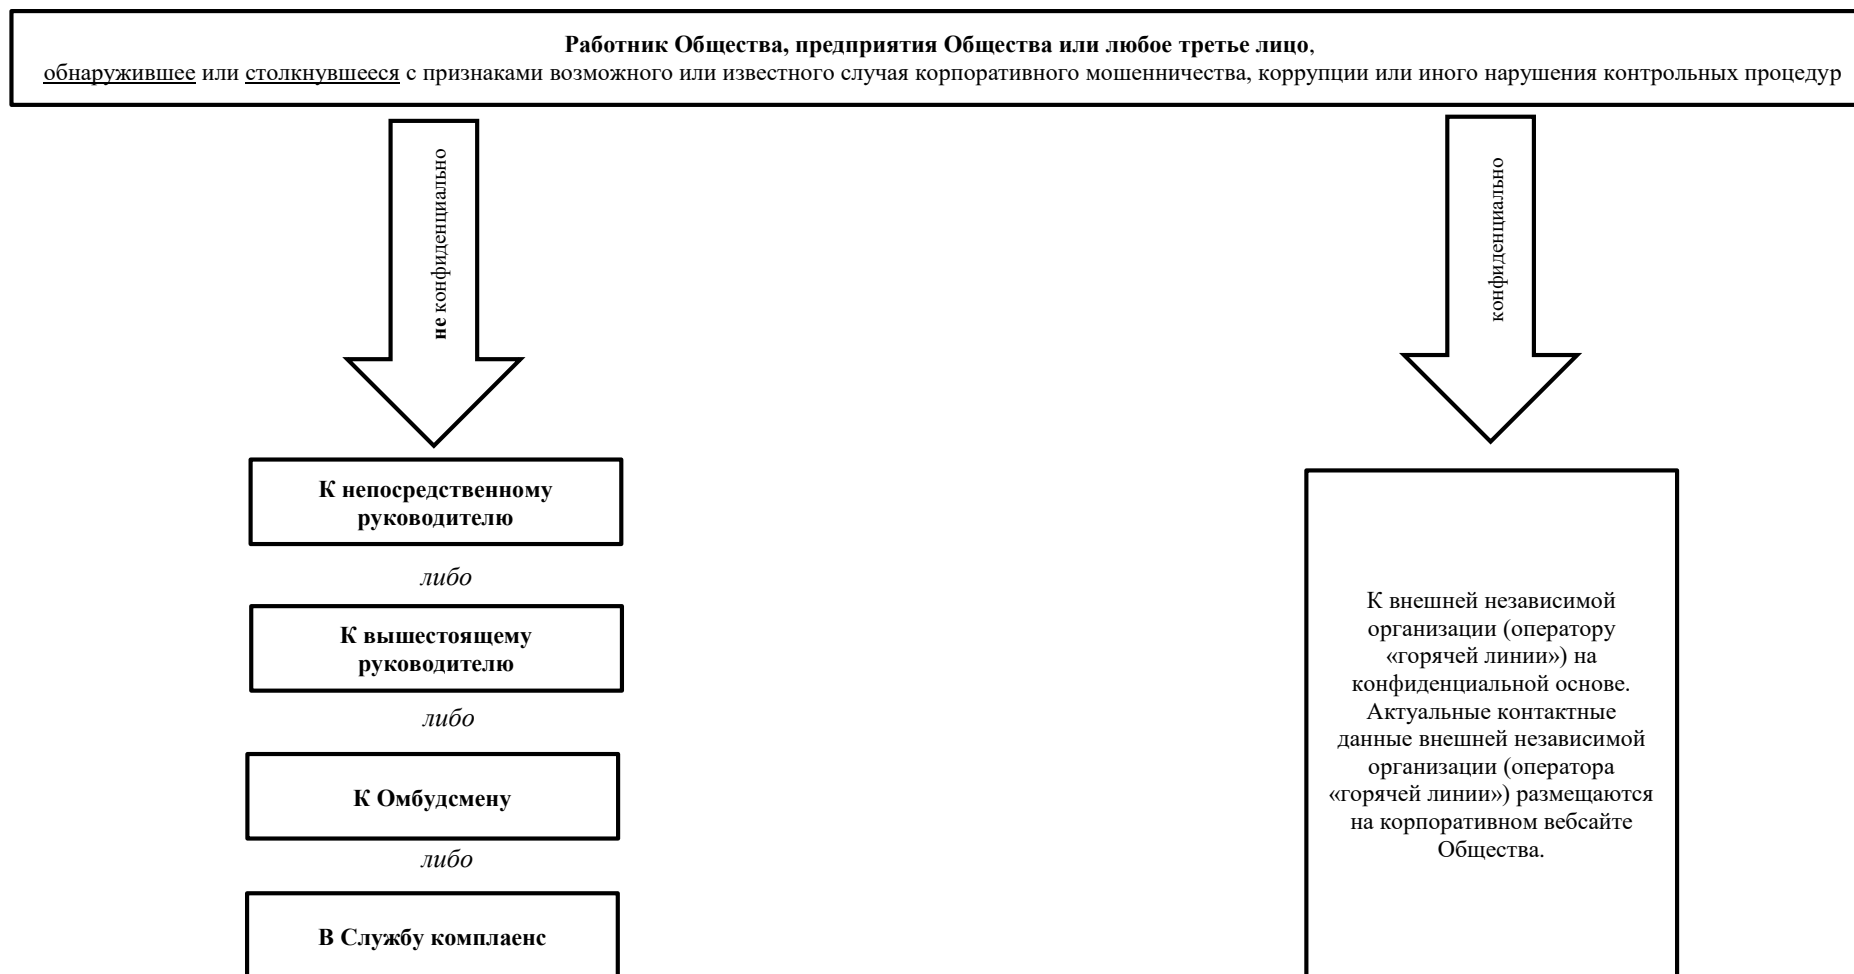 Работник Общества, предприятия Общества или любое третье лицо,
обнаружившее или столкнувшееся с признаками возможного или известного случая корпоративного мошенничества, коррупции или иного нарушения контрольных процедур
не конфиденциально
К непосредственному
руководителю
либо
К вышестоящему
руководителю
либо
К Омбудсмену
либо
В Службу комплаенс
конфиденциально
К внешней независимой
организации (оператору
«горячей линии») на
конфиденциальной основе.
Актуальные контактные
данные внешней независимой
организации (оператора
«горячей линии») размещаются
на корпоративном вебсайте
Общества.